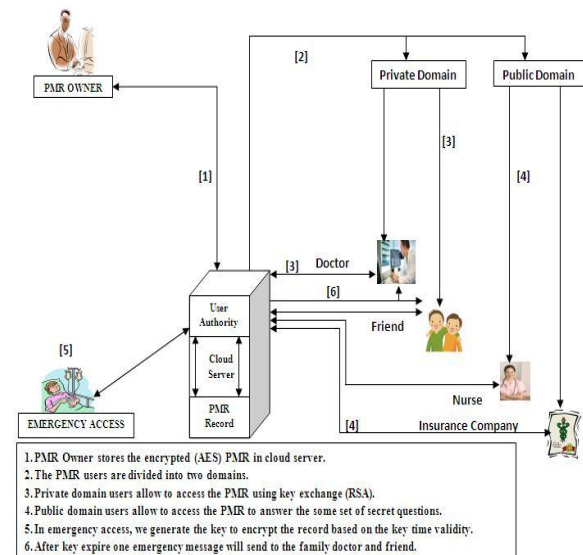 [2]
Private Domain
Public Domain
PMR OWNER
[3]
[1]
[4]
[3] Doctor
[6]
User
Authority
Friend
[5]
Cloud
Server
Nurse
PMR
Record
EMERGENCY ACCESS
[4] Insurance Company
1. PMR Owner stores the encrypted (AES) PMR in cloud server.
2. The PMR users are divided into two domains.
3. Private domain users allow to access the PMR using key exchange (RSA).
4. Public domain users allow to access the PMR to answer the some set of secret questions.
5. In emergency access, we generate the key to encrypt the record based on the key time validity.
6. After key expire one emergency message will send to the family doctor and friend.